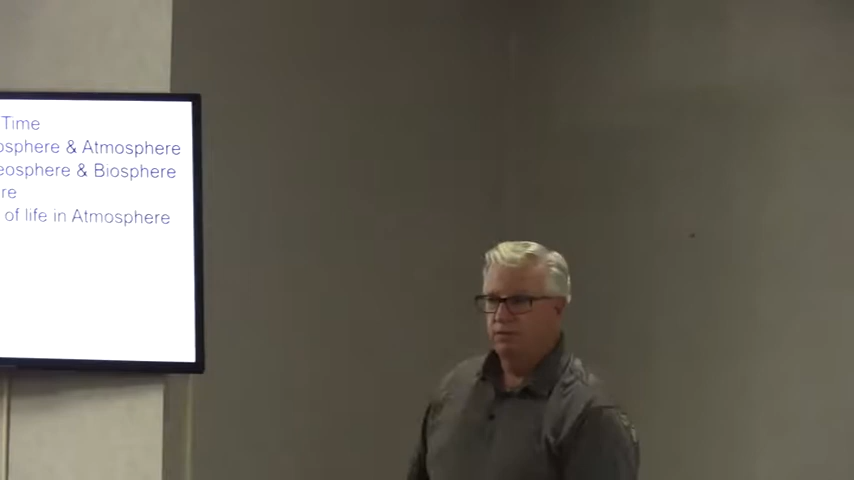 Time
osphere & Atmosphere
eosphere & Biosphere
re
of life in Atmosphere